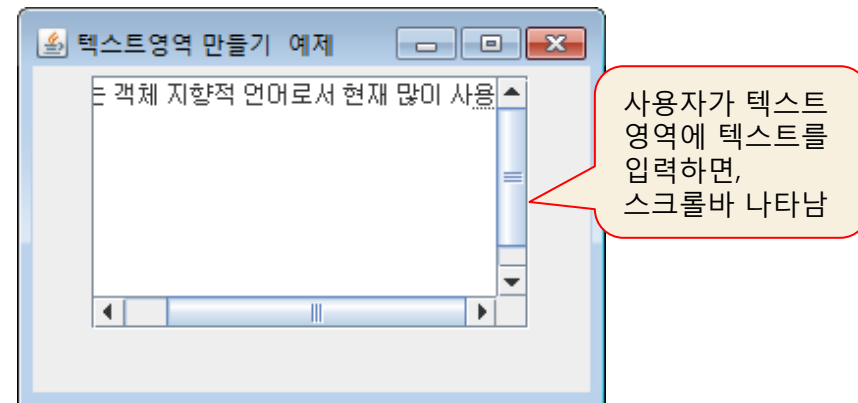 텍스트영역 만들기 예제
는 객체 지향적 언어로서 현재 많이 사용
사용자가 텍스트
영역에 텍스트를
입력하면,
스크롤바 나타남